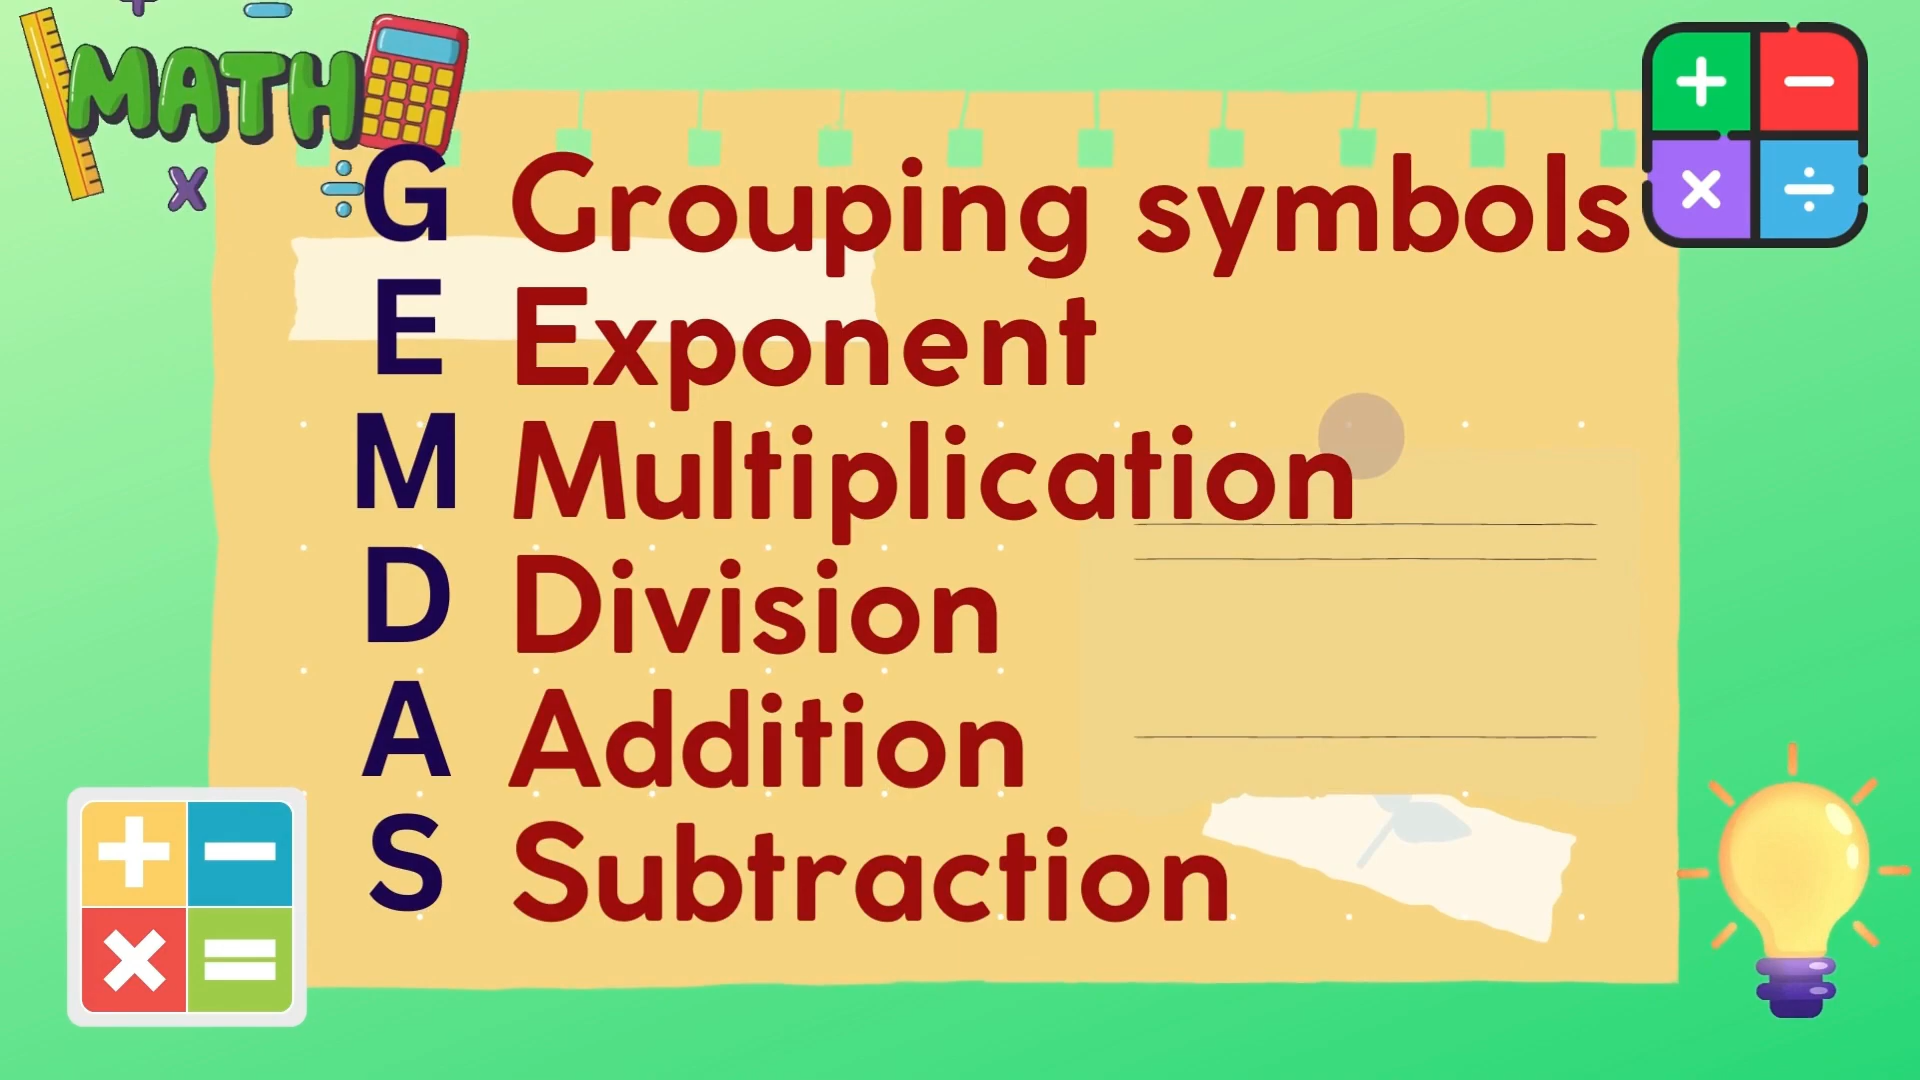 MATH
G Grouping symbols
E Exponent
M Multiplication
D Division
A Addition
S Subtraction